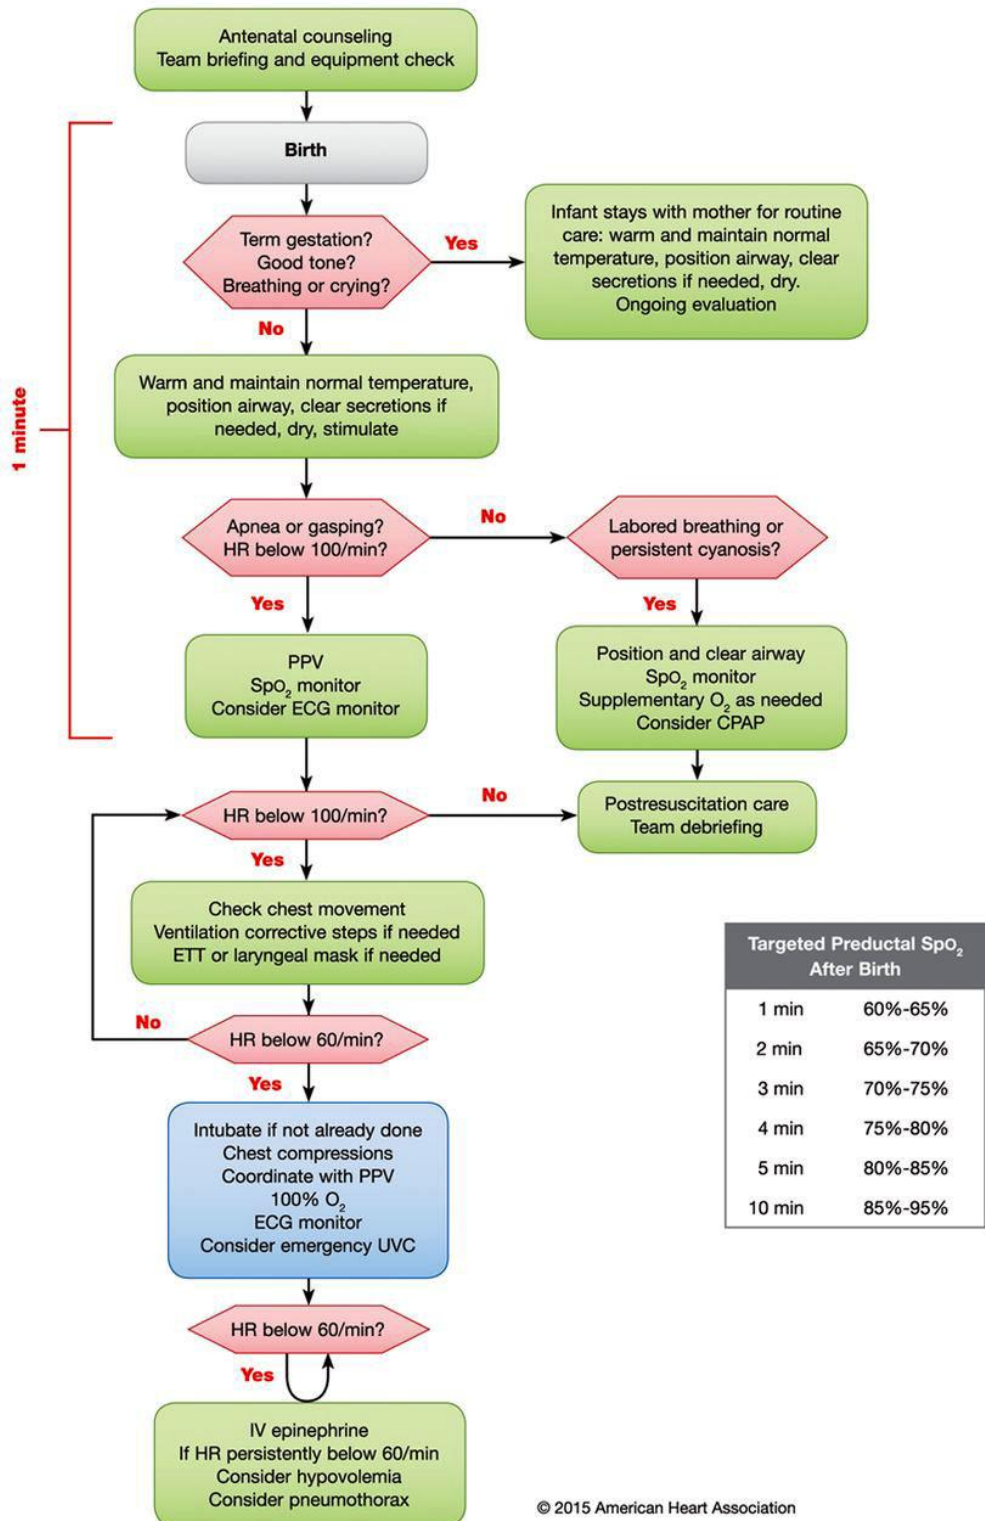 Antenatal counseling
Team briefing and equipment check
Birth
1 minute
Term gestation?
Good tone?
Breathing or crying?
Yes
Infant stays with mother for routine
care: warm and maintain normal
temperature, position airway, clear
secretions if needed, dry.
Ongoing evaluation
No
Warm and maintain normal temperature,
position airway, clear secretions if
needed, dry, stimulate
Apnea or gasping?
HR below 100/min?
No
Labored breathing or
persistent cyanosis?
Yes
Yes
PPV
SpO₂ monitor
Consider ECG monitor
Position and clear airway
SpO₂ monitor
Supplementary O₂ as needed
Consider CPAP
HR below 100/min?
No
Postresuscitation care
Team debriefing
Yes
Check chest movement
Ventilation corrective steps if needed
ETT or laryngeal mask if needed
No
HR below 60/min?
Yes
Intubate if not already done
Chest compressions
Coordinate with PPV
100% O₂
ECG monitor
Consider emergency UVC
HR below 60/min?
Yes
IV epinephrine
If HR persistently below 60/min
Consider hypovolemia
Consider pneumothorax
Targeted Preductal SpO₂
After Birth
1 min 60%-65%
2 min 65%-70%
3 min 70%-75%
4 min 75%-80%
5 min 80%-85%
10 min 85%-95%
© 2015 American Heart Association